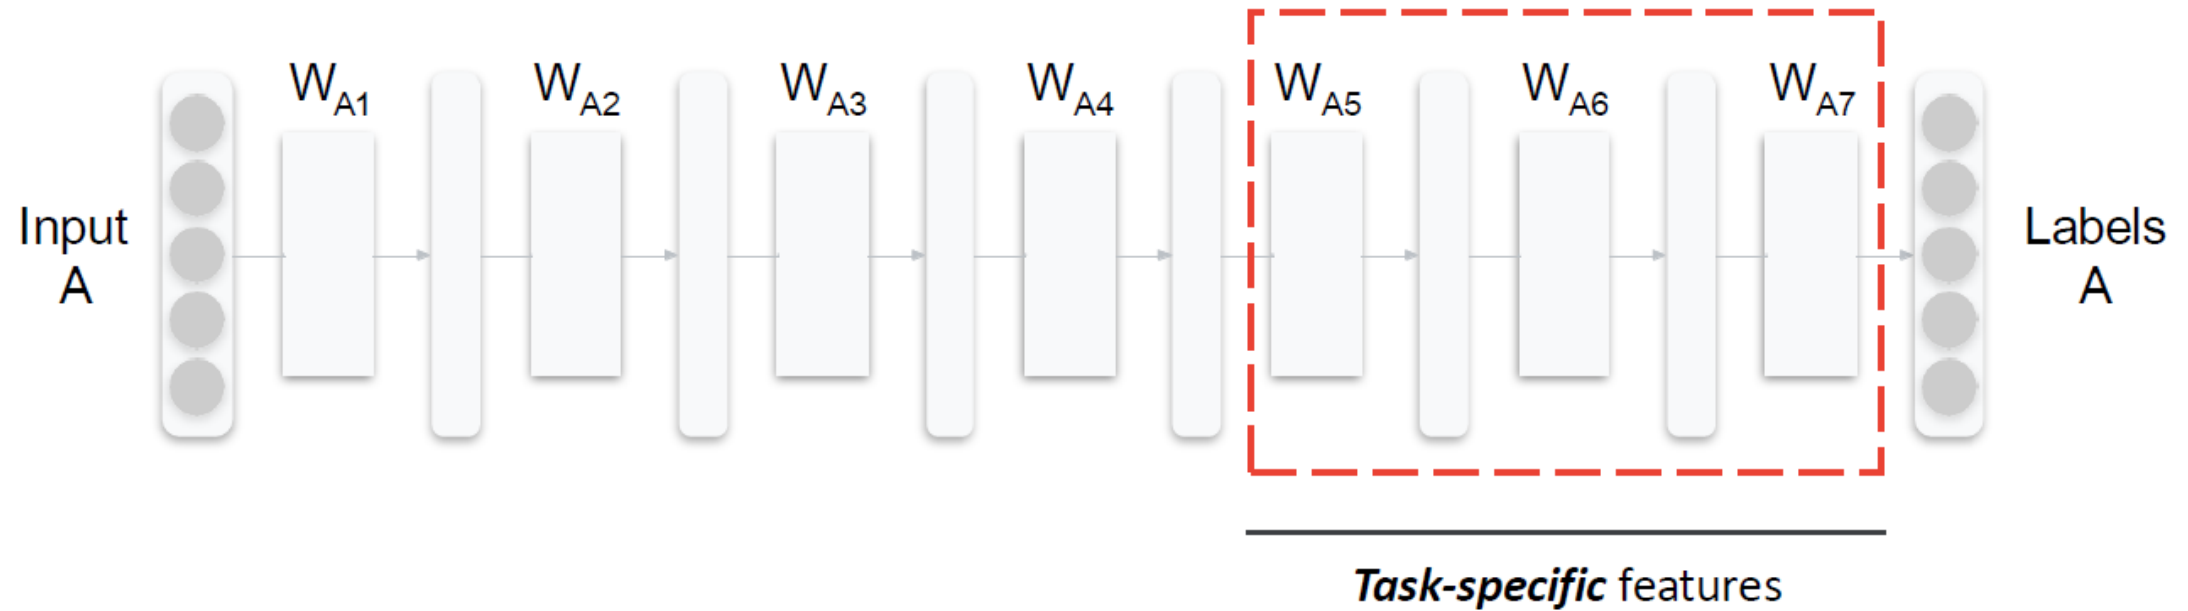 W_A1 W_A2 W_A3 W_A4 W_A5 W_A6 W_A7
Input
A
Labels
A
Task-specific features